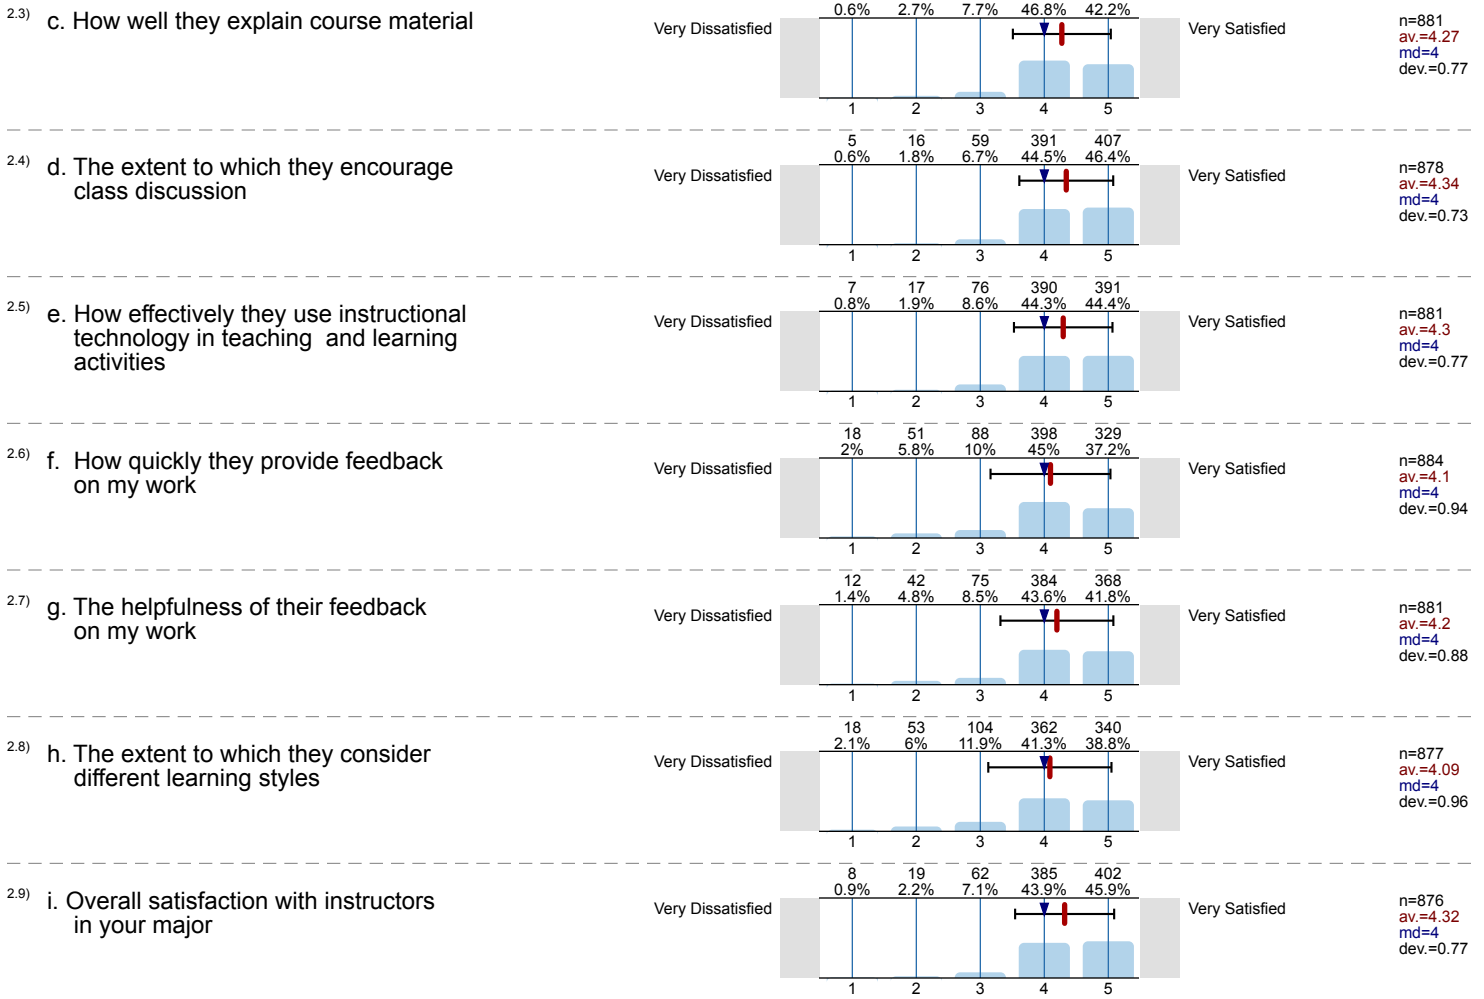 0.6% 2.7% 7.7% 46.8% 42.2%
2.3) c. How well they explain course material
Very Dissatisfied
Very Satisfied
n=881
av.=4.27
md=4
dev.=0.77
1 2 3 4 5
5 16 59 391 407
0.6% 1.8% 6.7% 44.5% 46.4%
2.4) d. The extent to which they encourage
class discussion
Very Dissatisfied
Very Satisfied
n=878
av.=4.34
md=4
dev.=0.73
1 2 3 4 5
7 17 76 390 391
0.8% 1.9% 8.6% 44.3% 44.4%
2.5) e. How effectively they use instructional
technology in teaching and learning
activities
Very Dissatisfied
Very Satisfied
n=881
av.=4.3
md=4
dev.=0.77
1 2 3 4 5
18 51 88 398 329
2% 5.8% 10% 45% 37.2%
2.6) f. How quickly they provide feedback
on my work
Very Dissatisfied
Very Satisfied
n=884
av.=4.1
md=4
dev.=0.94
1 2 3 4 5
12 42 75 384 368
1.4% 4.8% 8.5% 43.6% 41.8%
2.7) g. The helpfulness of their feedback
on my work
Very Dissatisfied
Very Satisfied
n=881
av.=4.2
md=4
dev.=0.88
1 2 3 4 5
18 53 104 362 340
2.1% 6% 11.9% 41.3% 38.8%
2.8) h. The extent to which they consider
different learning styles
Very Dissatisfied
Very Satisfied
n=877
av.=4.09
md=4
dev.=0.96
1 2 3 4 5
8 19 62 385 402
0.9% 2.2% 7.1% 43.9% 45.9%
2.9) i. Overall satisfaction with instructors
in your major
Very Dissatisfied
Very Satisfied
n=876
av.=4.32
md=4
dev.=0.77
1 2 3 4 5